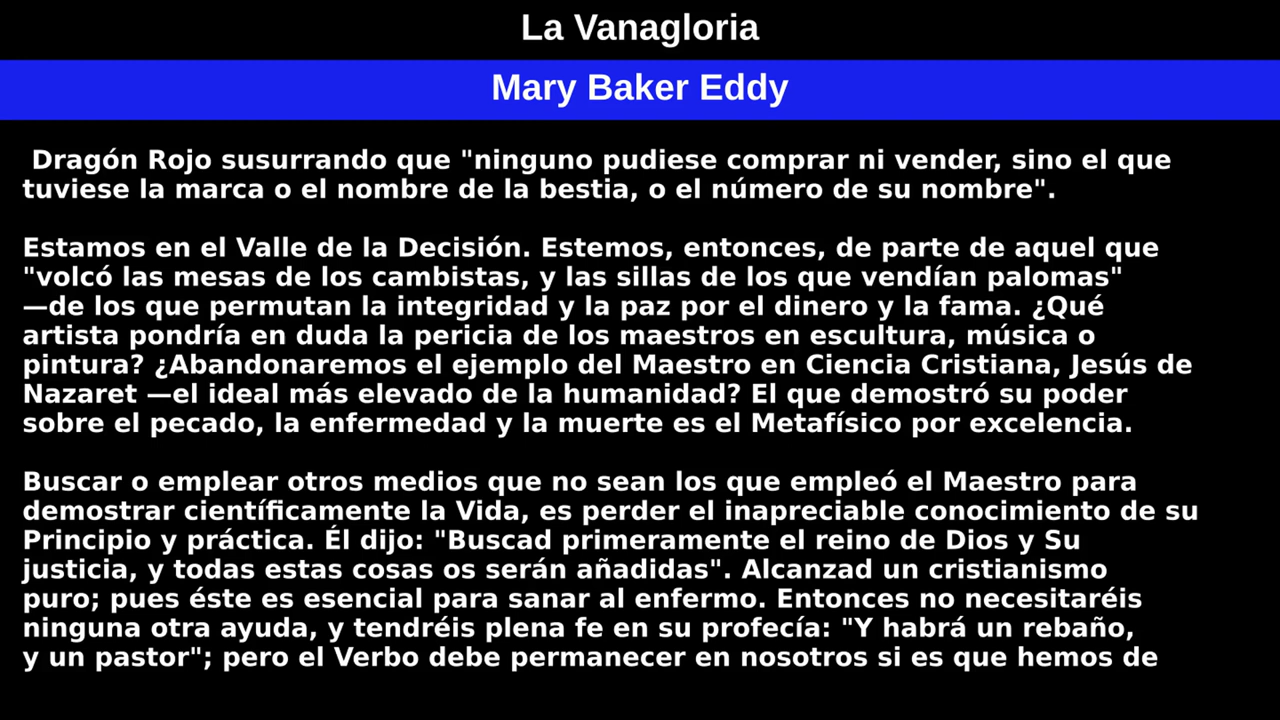 La Vanagloria
Mary Baker Eddy
Dragón Rojo susurrando que "ninguno pudiese comprar ni vender, sino el que
tuviese la marca o el nombre de la bestia, o el número de su nombre".
Estamos en el Valle de la Decisión. Estemos, entonces, de parte de aquel que
"volcó las mesas de los cambistas, y las sillas de los que vendían palomas"
—de los que permutan la integridad y la paz por el dinero y la fama. ¿Qué
artista pondría en duda la pericia de los maestros en escultura, música o
pintura? ¿Abandonaremos el ejemplo del Maestro en Ciencia Cristiana, Jesús de
Nazaret —el ideal más elevado de la humanidad? El que demostró su poder
sobre el pecado, la enfermedad y la muerte es el Metafísico por excelencia.
Buscar o emplear otros medios que no sean los que empleó el Maestro para
demostrar científicamente la Vida, es perder el inapreciable conocimiento de su
Principio y práctica. Él dijo: "Buscad primeramente el reino de Dios y Su
justicia, y todas estas cosas os serán añadidas". Alcanzad un cristianismo
puro; pues éste es esencial para sanar al enfermo. Entonces no necesitaréis
ninguna otra ayuda, y tendréis plena fe en su profecía: "Y habrá un rebaño,
y un pastor"; pero el Verbo debe permanecer en nosotros si es que hemos de